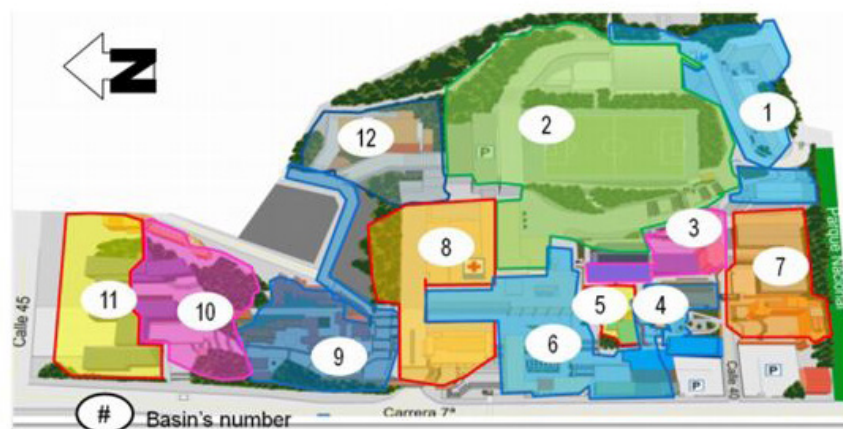 N
1
12
2
P
3
8
7
Parque Nacional
11
10
5
4
Calle 45
9
6
Calle 40
P
P
# Basin's number
Carrera 7ª